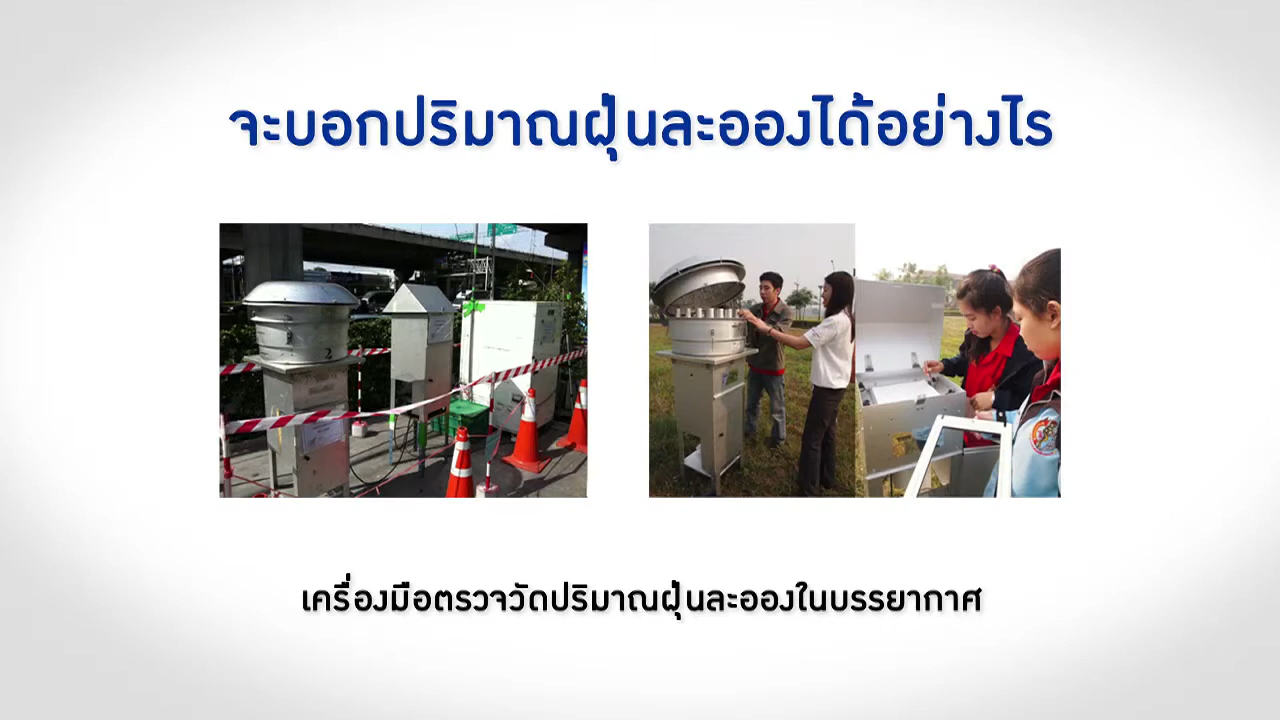 จะบอกปริมาณฝุ่นละอองได้อย่างไร
2
เครื่องมือตรวจวัดปริมาณฝุ่นละอองในบรรยากาศ